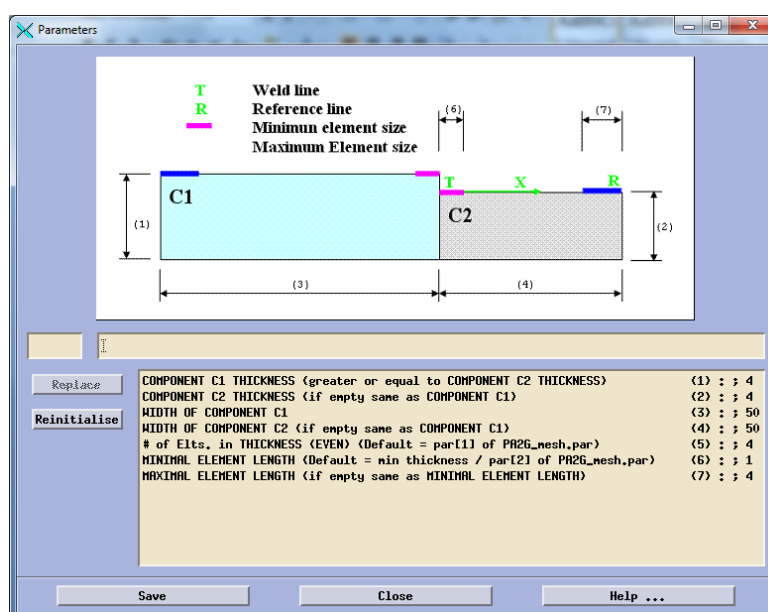 Parameters
T Weld line
R Reference line
Minimun element size
Maximum Element size
(6)
(7)
C1
T X R
C2
(1)
(2)
(3)
(4)
Replace
Reinitialise
COMPONENT C1 THICKNESS (greater or equal to COMPONENT C2 THICKNESS) (1) : ; 4
COMPONENT C2 THICKNESS (if empty same as COMPONENT C1) (2) : ; 4
WIDTH OF COMPONENT C1 (3) : ; 50
WIDTH OF COMPONENT C2 (if empty same as COMPONENT C1) (4) : ; 50
# of Elts. in THICKNESS (EVEN) (Default = par[1] of PA2G_mesh.par) (5) : ; 4
MINIMAL ELEMENT LENGTH (Default = min thickness / par[2] of PA2G_mesh.par) (6) : ; 1
MAXIMAL ELEMENT LENGTH (if empty same as MINIMAL ELEMENT LENGTH) (7) : ; 4
Save Close Help ...